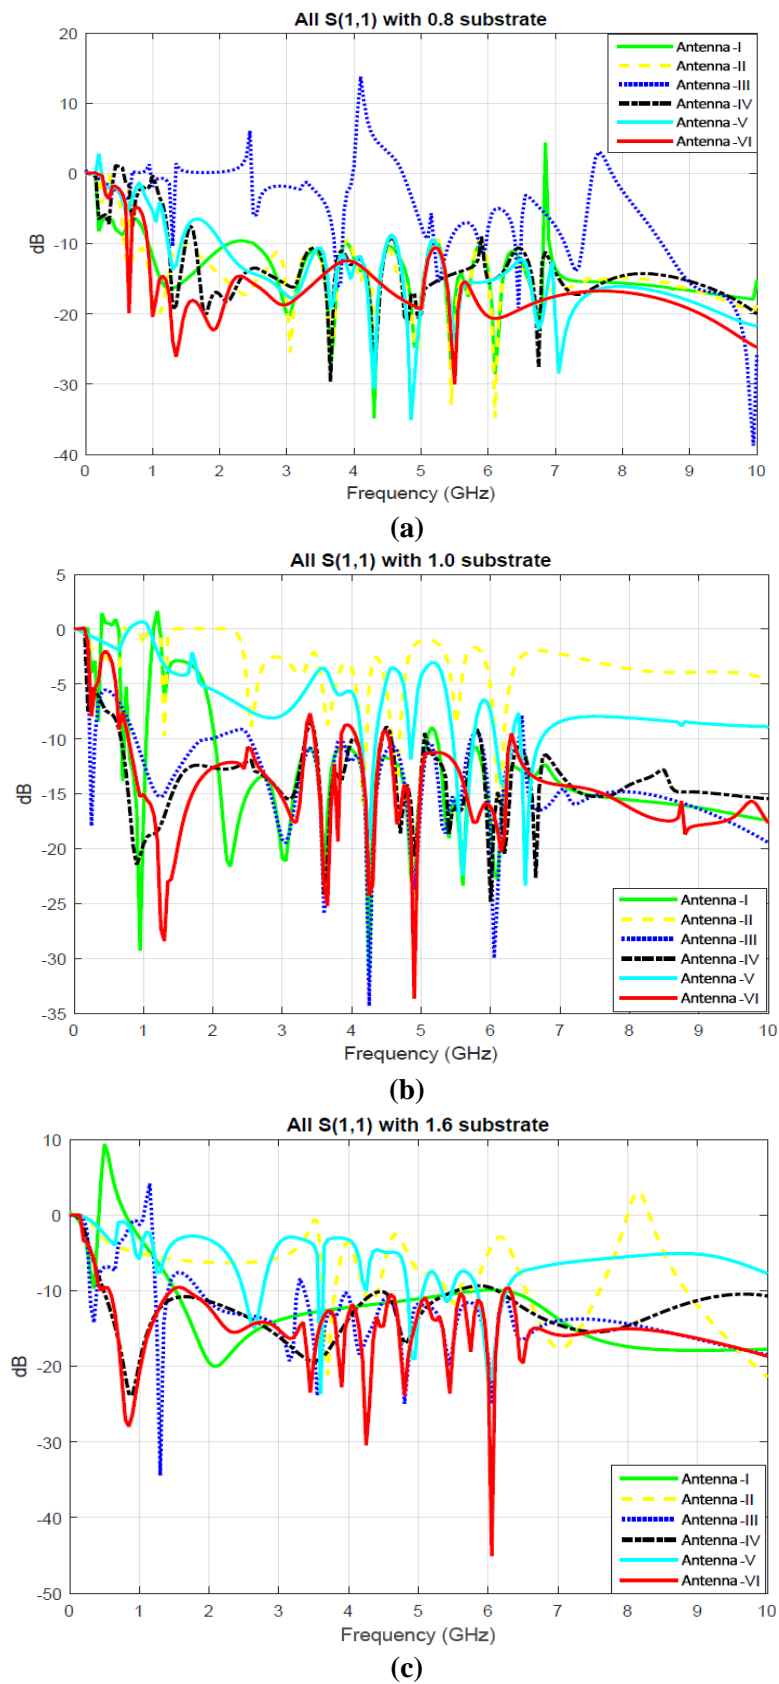 All S(1,1) with 0.8 substrate
20
10
0
-10
-20
-30
-40
dB
Antenna-I
Antenna-II
Antenna-III
Antenna-IV
Antenna-V
Antenna-VI
0 1 2 3 4 5 6 7 8 9 10
Frequency (GHz)
(a)
All S(1,1) with 1.0 substrate
5
0
-5
-10
-15
-20
-25
-30
-35
dB
Antenna-I
Antenna-II
Antenna-III
Antenna-IV
Antenna-V
Antenna-VI
0 1 2 3 4 5 6 7 8 9 10
Frequency (GHz)
(b)
All S(1,1) with 1.6 substrate
10
0
-10
-20
-30
-40
-50
dB
Antenna-I
Antenna-II
Antenna-III
Antenna-IV
Antenna-V
Antenna-VI
0 1 2 3 4 5 6 7 8 9 10
Frequency (GHz)
(c)